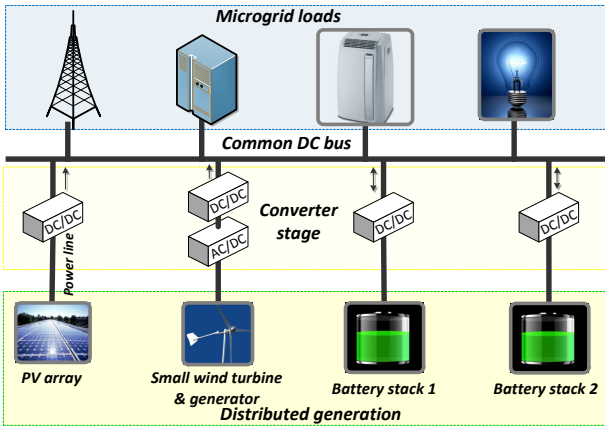 Microgrid loads
Common DC bus
DC/DC
DC/DC
AC/DC
Converter
stage
DC/DC
DC/DC
Power line
PV array
Small wind turbine
& generator
Battery stack 1
Battery stack 2
Distributed generation